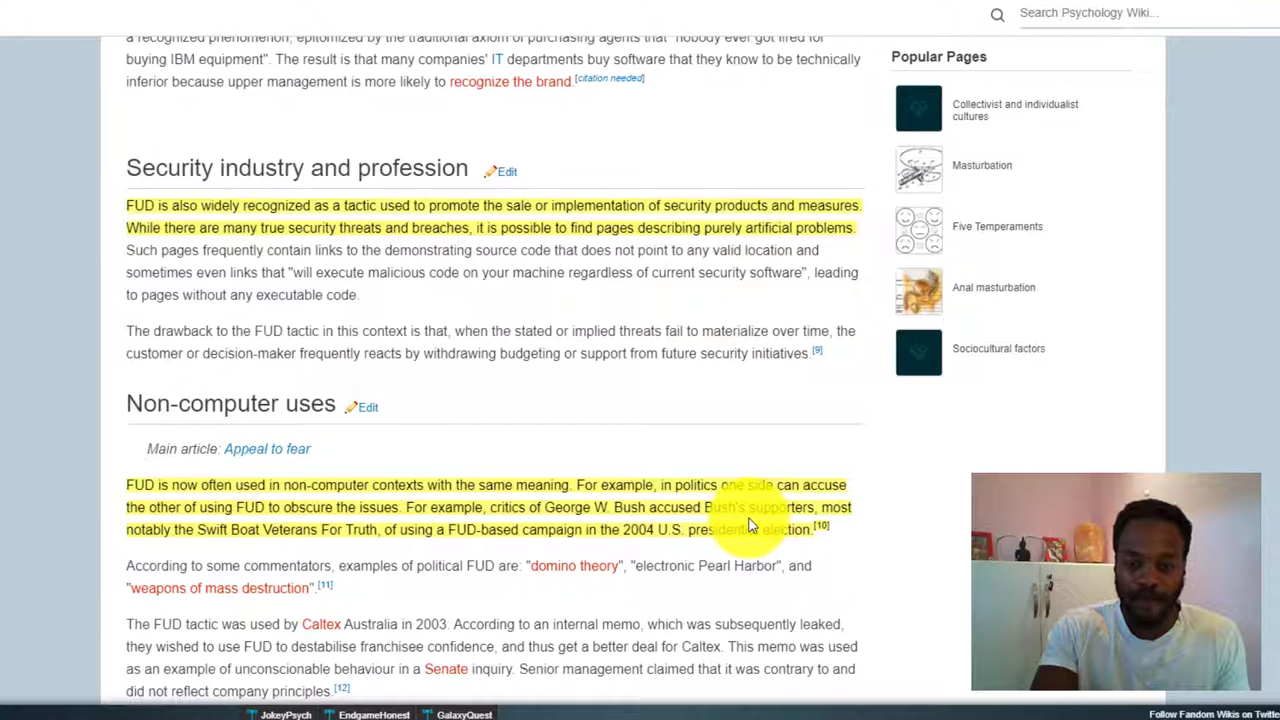 Search Psychology Wiki...
a recognized phenomenon, epitomized by the traditional axiom of purchasing agents that "nobody ever got fired for
buying IBM equipment". The result is that many companies' IT departments buy software that they know to be technically
inferior because upper management is more likely to recognize the brand.[citation needed]
Security industry and profession Edit
FUD is also widely recognized as a tactic used to promote the sale or implementation of security products and measures.
While there are many true security threats and breaches, it is possible to find pages describing purely artificial problems.
Such pages frequently contain links to the demonstrating source code that does not point to any valid location and
sometimes even links that "will execute malicious code on your machine regardless of current security software", leading
to pages without any executable code.
The drawback to the FUD tactic in this context is that, when the stated or implied threats fail to materialize over time, the
customer or decision-maker frequently reacts by withdrawing budgeting or support from future security initiatives.[9]
Non-computer uses Edit
Main article: Appeal to fear
FUD is now often used in non-computer contexts with the same meaning. For example, in politics one side can accuse
the other of using FUD to obscure the issues. For example, critics of George W. Bush accused Bush's supporters, most
notably the Swift Boat Veterans For Truth, of using a FUD-based campaign in the 2004 U.S. presidential election.[10]
According to some commentators, examples of political FUD are: "domino theory", "electronic Pearl Harbor", and
"weapons of mass destruction".[11]
The FUD tactic was used by Caltex Australia in 2003. According to an internal memo, which was subsequently leaked,
they wished to use FUD to destabilise franchisee confidence, and thus get a better deal for Caltex. This memo was used
as an example of unconscionable behaviour in a Senate inquiry. Senior management claimed that it was contrary to and
did not reflect company principles.[12]
Popular Pages
Collectivist and individualist
cultures
Masturbation
Five Temperaments
Anal masturbation
Sociocultural factors
JokeyPsych EndgameHonest GalaxyQuest
Follow Fandom Wikis on Twitte